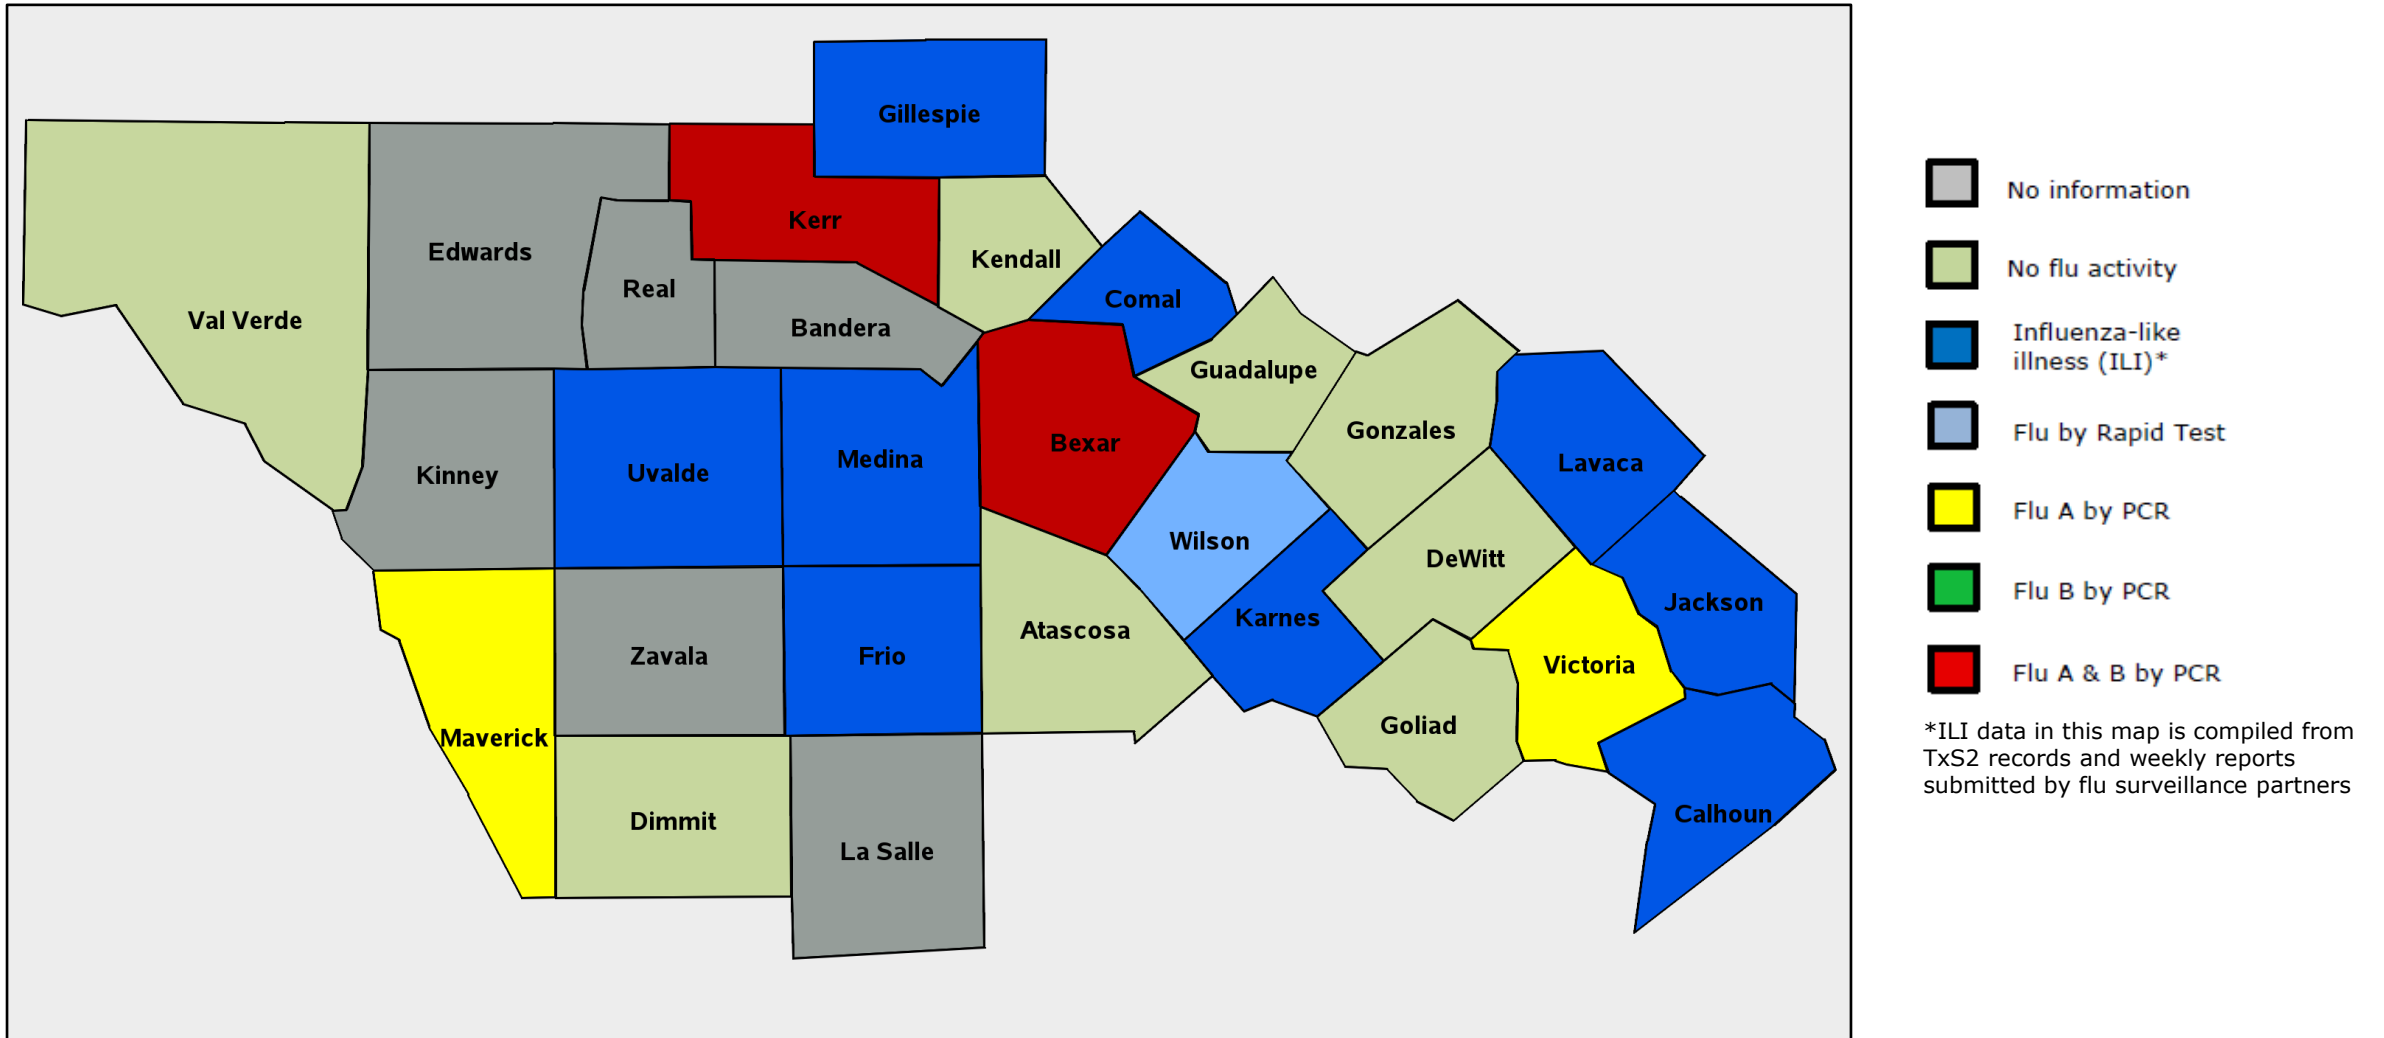 Gillespie
Kerr
Edwards
Kendall
Real
Comal
Val Verde
Bandera
Guadalupe
Gonzales
Bexar
Medina
Lavaca
Uvalde
Kinney
Wilson
DeWitt
Jackson
Karnes
Atascosa
Zavala
Frio
Victoria
Goliad
Maverick
Calhoun
Dimmit
La Salle
No information
No flu activity
Influenza-like
illness (ILI)*
Flu by Rapid Test
Flu A by PCR
Flu B by PCR
Flu A & B by PCR
*ILI data in this map is compiled from
TxS2 records and weekly reports
submitted by flu surveillance partners